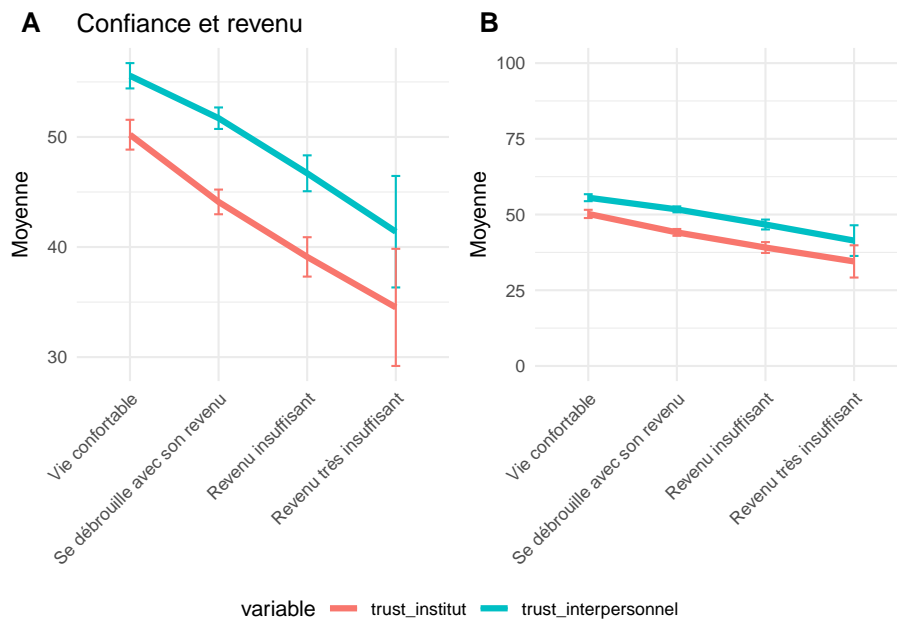 A Confiance et revenu
Moyenne
50
40
30
Vie confortable
Se débrouille avec son revenu
Revenu insuffisant
Revenu très insuffisant
B
Moyenne
100
75
50
25
0
Vie confortable
Se débrouille avec son revenu
Revenu insuffisant
Revenu très insuffisant
variable trust_institut trust_interpersonnel